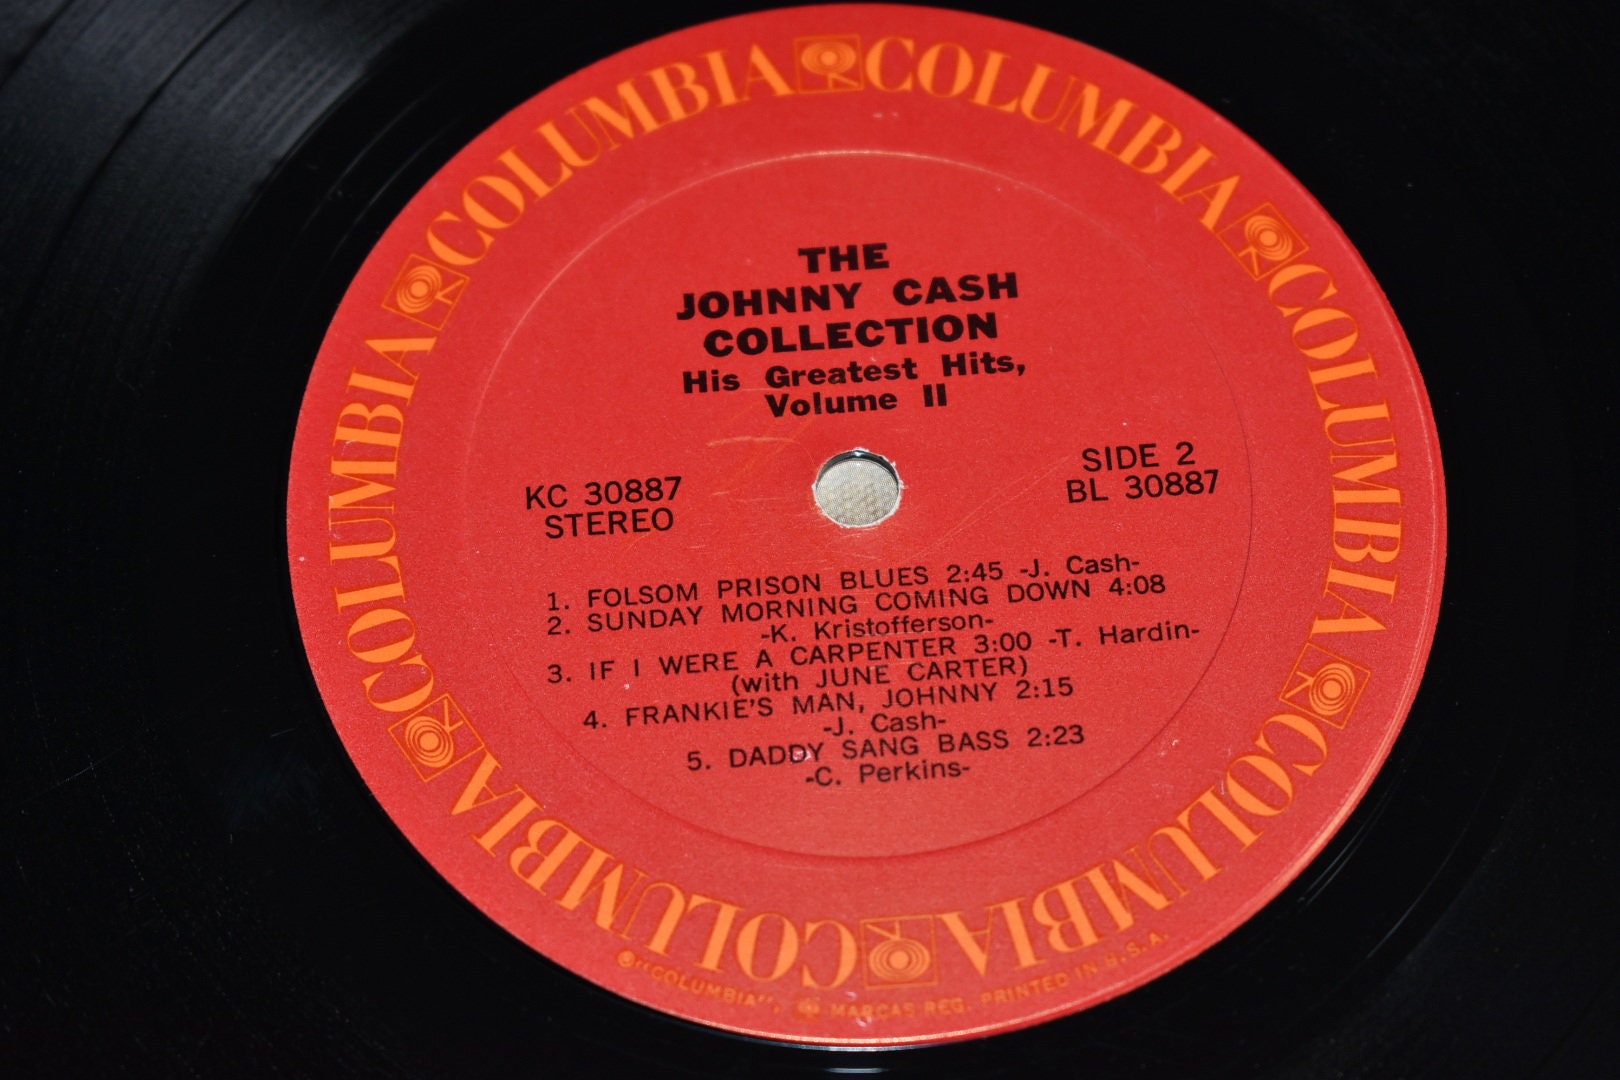 COLUMBIA COLUMBIA COLUMBIA COLUMBIA COLUMBIA COLUMBIA
THE
JOHNNY CASH
COLLECTION
His Greatest Hits,
Volume II
KC 30887
STEREO
SIDE 2
BL 30887
1. FOLSOM PRISON BLUES 2:45 -J. Cash-
2. SUNDAY MORNING COMING DOWN 4:08
-K. Kristofferson-
3. IF I WERE A CARPENTER 3:00 -T. Hardin-
(with JUNE CARTER)
4. FRANKIE'S MAN, JOHNNY 2:15
-J. Cash-
5. DADDY SANG BASS 2:23
-C. Perkins-
"COLUMBIA", MARCAS REG. PRINTED IN U.S.A.